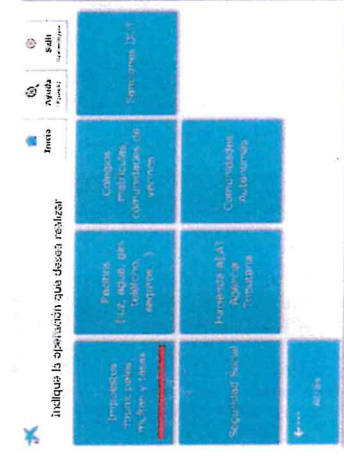 Inicio
Ayuda
Salir
Indique la operación que desea realizar
Impuestos
municipales,
multas y tasas
Recibos
(luz, agua, gas
teléfono,
seguros...)
Colegios,
matrículas,
comunidades de
vecinos
Sanciones DGT
Seguridad Social
Hacienda-AEAT
Agencia
Tributaria
Comunidades
Autónomas
Atrás